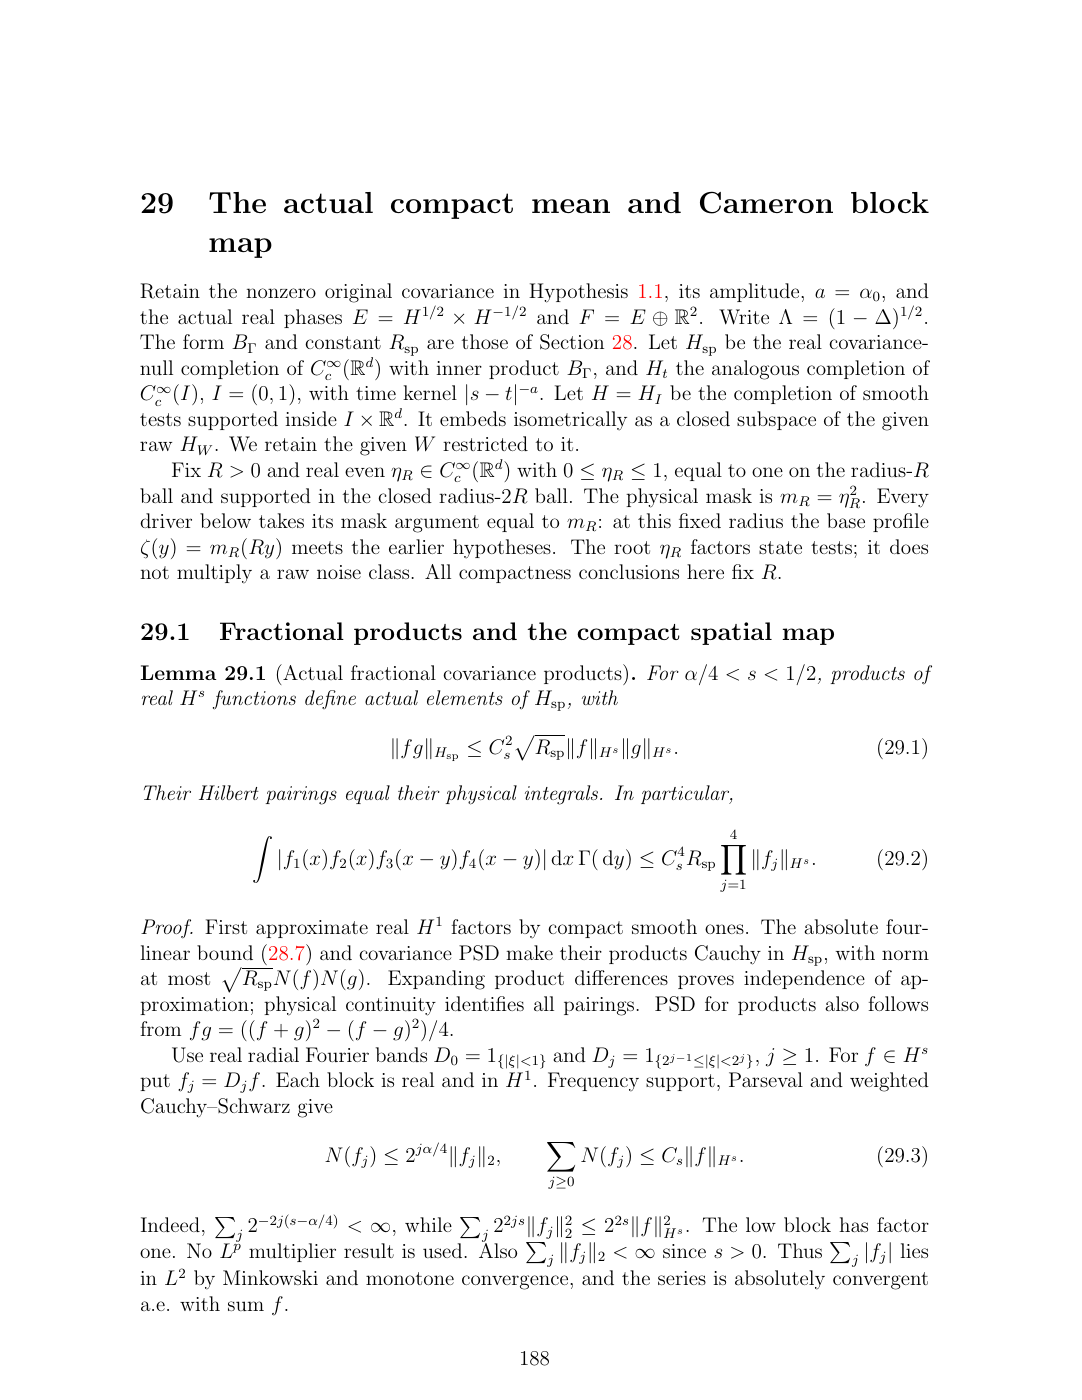 29 The actual compact mean and Cameron block
map
Retain the nonzero original covariance in Hypothesis 1.1, its amplitude, a = α₀, and
the actual real phases E = H^{1/2} × H^{−1/2} and F = E ⊕ ℝ². Write Λ = (1 − Δ)^{1/2}.
The form B_Γ and constant R_sp are those of Section 28. Let H_sp be the real covariance-
null completion of C_c^∞(ℝ^d) with inner product B_Γ, and H_t the analogous completion of
C_c^∞(I), I = (0, 1), with time kernel |s − t|^{−a}. Let H = H_I be the completion of smooth
tests supported inside I × ℝ^d. It embeds isometrically as a closed subspace of the given
raw H_W. We retain the given W restricted to it.
Fix R > 0 and real even η_R ∈ C_c^∞(ℝ^d) with 0 ≤ η_R ≤ 1, equal to one on the radius-R
ball and supported in the closed radius-2R ball. The physical mask is m_R = η_R^2. Every
driver below takes its mask argument equal to m_R: at this fixed radius the base profile
ζ(y) = m_R(Ry) meets the earlier hypotheses. The root η_R factors state tests; it does
not multiply a raw noise class. All compactness conclusions here fix R.
29.1 Fractional products and the compact spatial map
Lemma 29.1 (Actual fractional covariance products). For α/4 < s < 1/2, products of
real H^s functions define actual elements of H_sp, with
‖fg‖_{H_sp} ≤ C_s^2 √R_sp ‖f‖_{H^s} ‖g‖_{H^s}. (29.1)
Their Hilbert pairings equal their physical integrals. In particular,
∫ |f_1(x)f_2(x)f_3(x − y)f_4(x − y)| dx Γ( dy) ≤ C_s^4 R_sp ∏_{j=1}^4 ‖f_j‖_{H^s}. (29.2)
Proof. First approximate real H^1 factors by compact smooth ones. The absolute four-
linear bound (28.7) and covariance PSD make their products Cauchy in H_sp, with norm
at most √R_sp N(f)N(g). Expanding product differences proves independence of ap-
proximation; physical continuity identifies all pairings. PSD for products also follows
from fg = ((f + g)^2 − (f − g)^2)/4.
Use real radial Fourier bands D_0 = 1_{{|ξ|<1}} and D_j = 1_{{2^{j−1}≤|ξ|<2^j}}, j ≥ 1. For f ∈ H^s
put f_j = D_j f. Each block is real and in H^1. Frequency support, Parseval and weighted
Cauchy–Schwarz give
N(f_j) ≤ 2^{jα/4}‖f_j‖_2, ∑_{j≥0} N(f_j) ≤ C_s‖f‖_{H^s}. (29.3)
Indeed, ∑_j 2^{−2j(s−α/4)} < ∞, while ∑_j 2^{2js}‖f_j‖_2^2 ≤ 2^{2s}‖f‖_{H^s}^2. The low block has factor
one. No L^p multiplier result is used. Also ∑_j ‖f_j‖_2 < ∞ since s > 0. Thus ∑_j |f_j| lies
in L^2 by Minkowski and monotone convergence, and the series is absolutely convergent
a.e. with sum f.
188